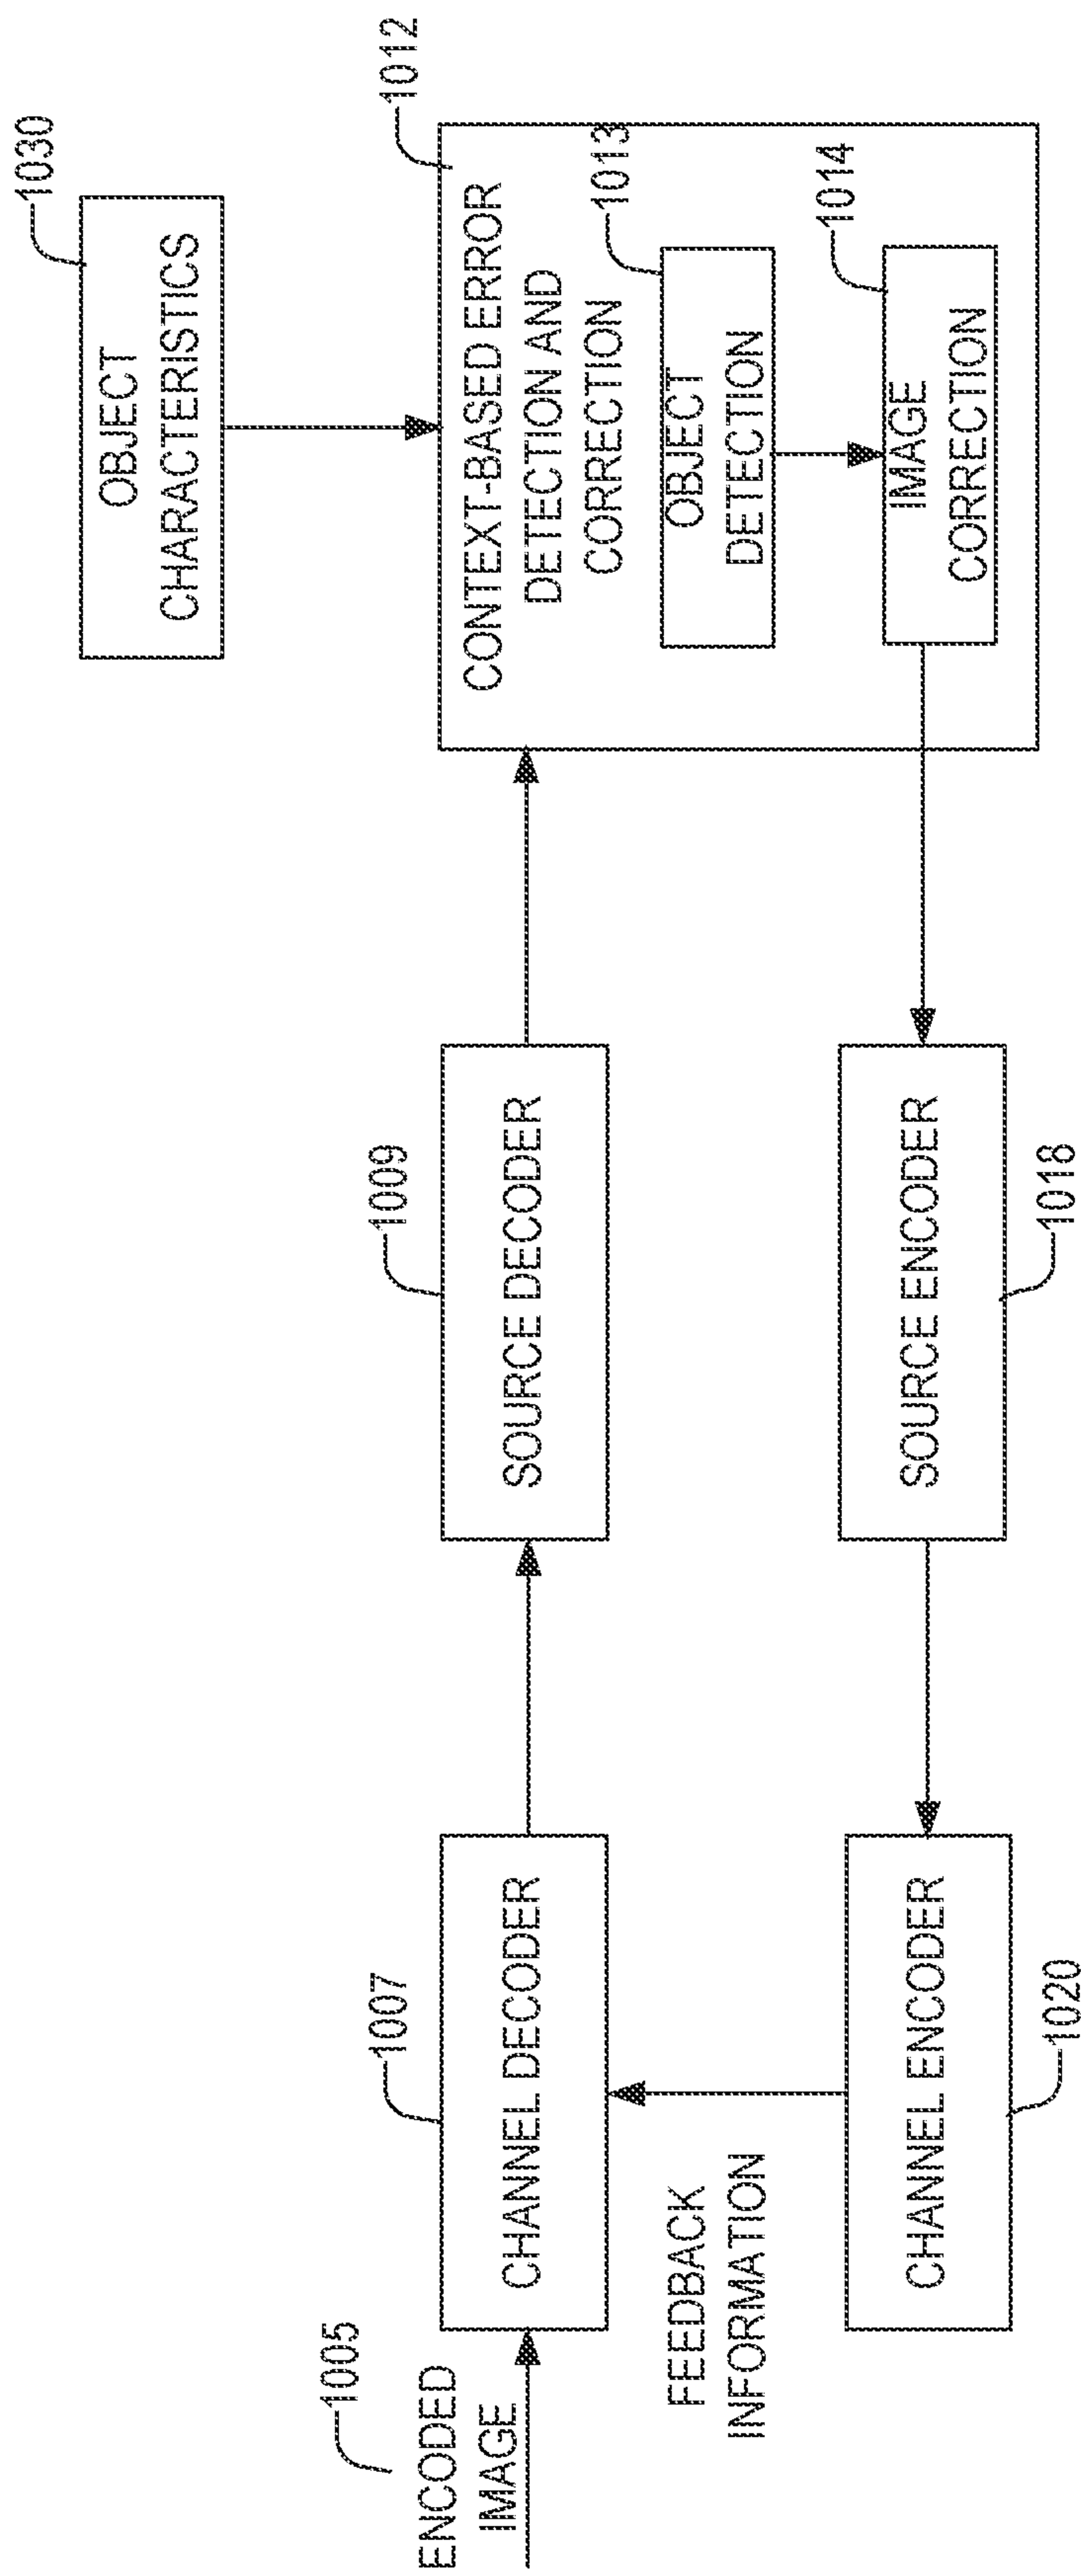 1030
OBJECT
CHARACTERISTICS
1012
CONTEXT-BASED ERROR
DETECTION AND
CORRECTION
1013
OBJECT
DETECTION
1014
IMAGE
CORRECTION
1009
SOURCE DECODER
SOURCE ENCODER
1018
1007
CHANNEL DECODER
CHANNEL ENCODER
1020
1005
ENCODED
IMAGE
FEEDBACK
INFORMATION